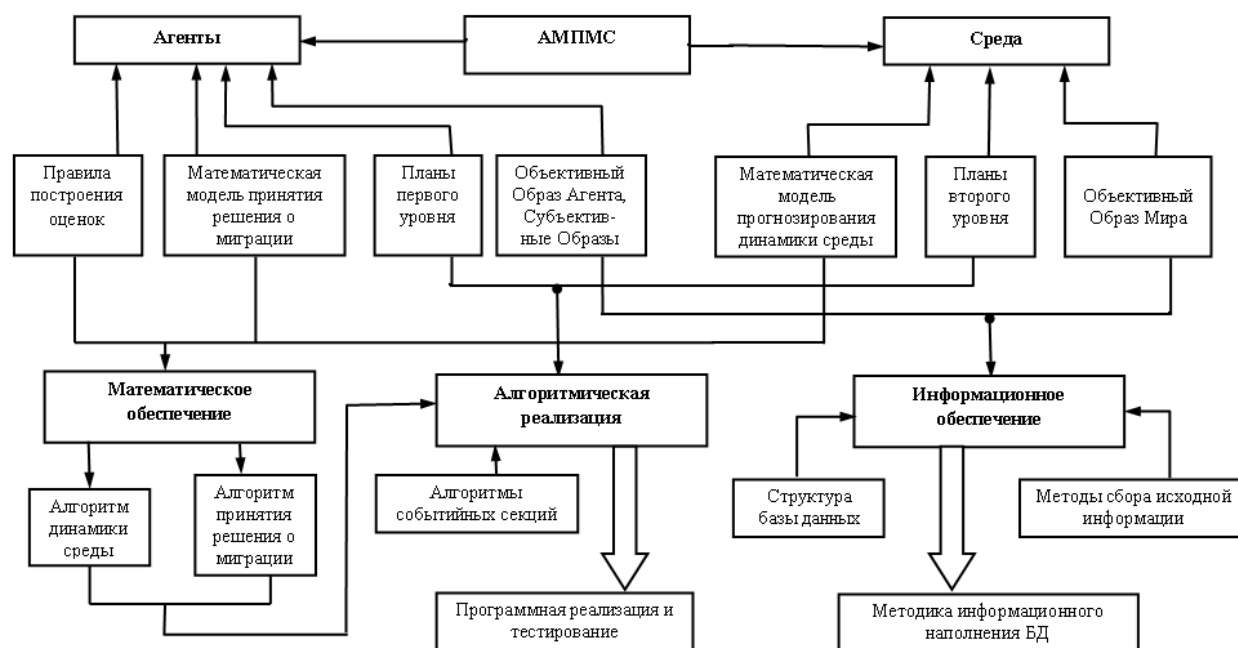 Агенты
АМПМС
Среда
Правила
построения
оценок
Математическая
модель принятия
решения о
миграции
Планы
первого
уровня
Объективный
Образ Агента,
Субъектив-
ные Образы
Математическая
модель
прогнозирования
динамики среды
Планы
второго
уровня
Объективный
Образ Мира
Математическое
обеспечение
Алгоритмическая
реализация
Информационное
обеспечение
Алгоритм
динамики
среды
Алгоритм
принятия
решения о
миграции
Алгоритмы
событийных секций
Структура
базы данных
Методы сбора исходной
информации
Программная реализация и
тестирование
Методика информационного
наполнения БД